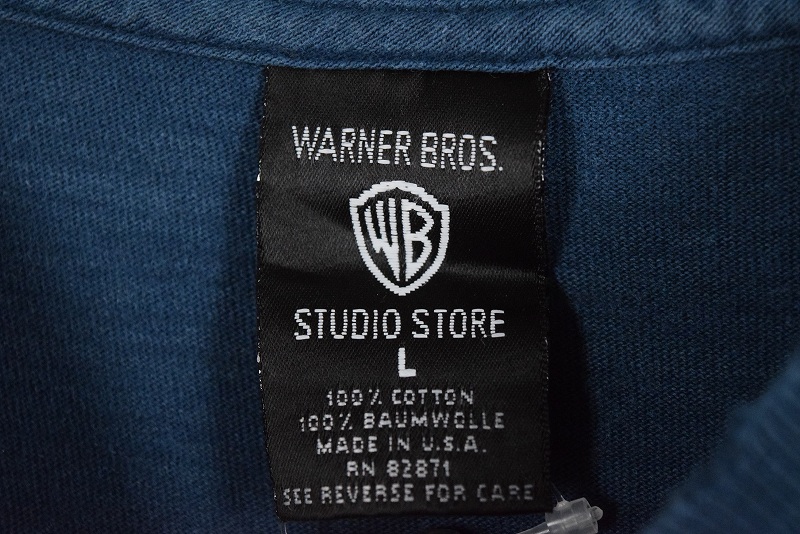 WARNER BROS.
WB
STUDIO STORE
L
100% COTTON
100% BAUMWOLLE
MADE IN U.S.A.
RN 82871
SEE REVERSE FOR CARE